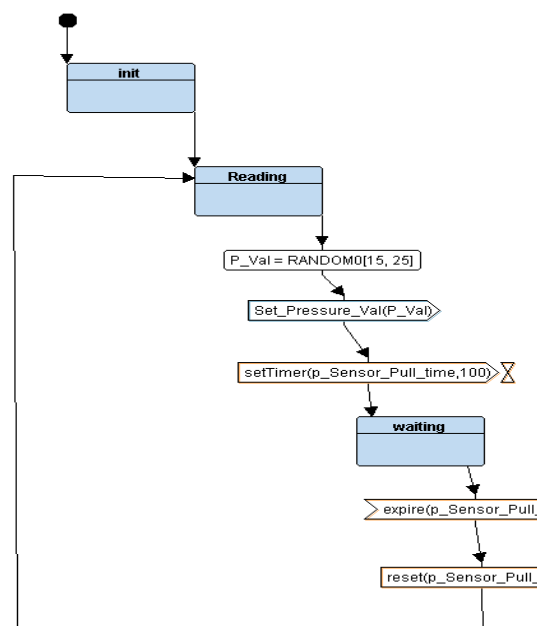 init
Reading
P_Val = RANDOM0[15, 25]
Set_Pressure_Val(P_Val)
setTimer(p_Sensor_Pull_time,100)
waiting
expire(p_Sensor_Pull_
reset(p_Sensor_Pull_